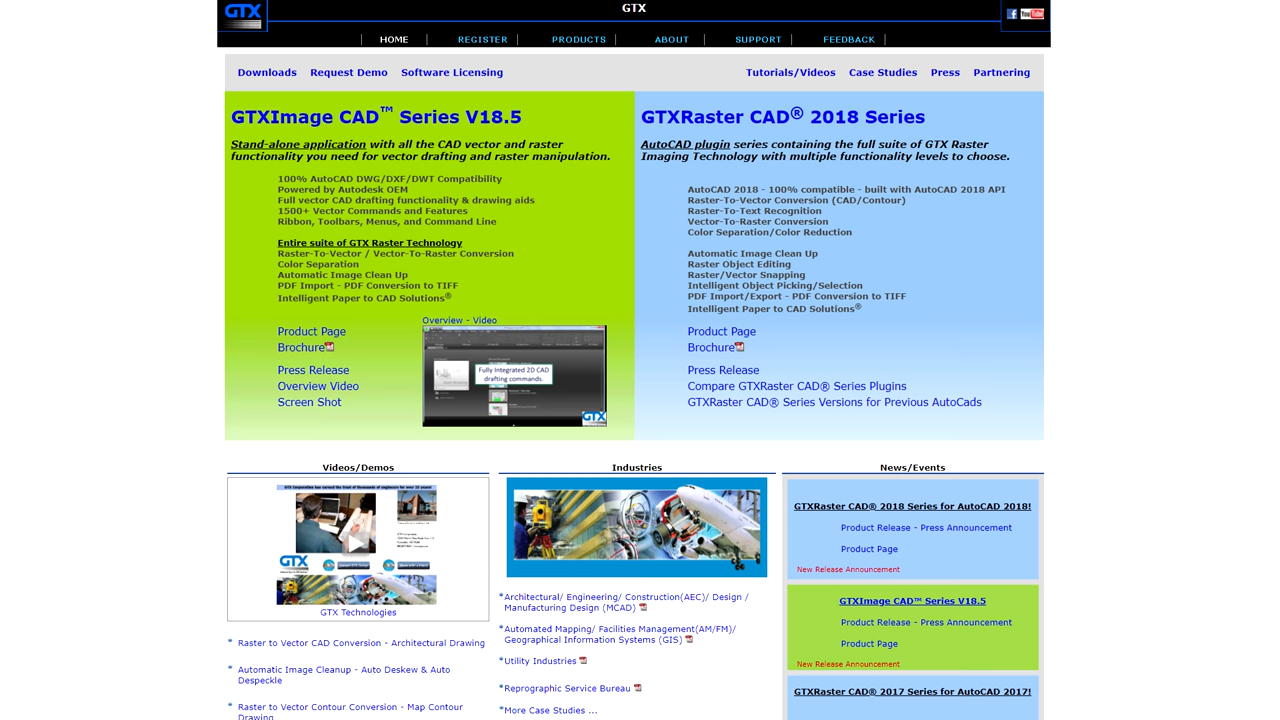 GTX
GTX
You Tube
HOME
REGISTER
PRODUCTS
ABOUT
SUPPORT
FEEDBACK
Downloads
Request Demo
Software Licensing
Tutorials/Videos
Case Studies
Press
Partnering
GTXImage CAD™ Series V18.5
Stand-alone application with all the CAD vector and raster
functionality you need for vector drafting and raster manipulation.
100% AutoCAD DWG/DXF/DWT Compatibility
Powered by Autodesk OEM
Full vector CAD drafting functionality & drawing aids
1500+ Vector Commands and Features
Ribbon, Toolbars, Menus, and Command Line
Entire suite of GTX Raster Technology
Raster-To-Vector / Vector-To-Raster Conversion
Color Separation
Automatic Image Clean Up
PDF Import - PDF Conversion to TIFF
Intelligent Paper to CAD Solutions®
Product Page
Brochure
Press Release
Overview Video
Screen Shot
Overview - Video
Fully Integrated 2D CAD
drafting commands.
GTX
GTXRaster CAD® 2018 Series
AutoCAD plugin series containing the full suite of GTX Raster
Imaging Technology with multiple functionality levels to choose.
AutoCAD 2018 - 100% compatible - built with AutoCAD 2018 API
Raster-To-Vector Conversion (CAD/Contour)
Raster-To-Text Recognition
Vector-To-Raster Conversion
Color Separation/Color Reduction
Automatic Image Clean Up
Raster Object Editing
Raster/Vector Snapping
Intelligent Object Picking/Selection
PDF Import/Export - PDF Conversion to TIFF
Intelligent Paper to CAD Solutions®
Product Page
Brochure
Press Release
Compare GTXRaster CAD® Series Plugins
GTXRaster CAD® Series Versions for Previous AutoCads
Videos/Demos
GTX Corporation has earned the trust of thousands of engineers for over 25 years!
GTX
GTX Technologies
* Raster to Vector CAD Conversion - Architectural Drawing
* Automatic Image Cleanup - Auto Deskew & Auto
Despeckle
* Raster to Vector Contour Conversion - Map Contour
Drawing
Industries
*Architectural/ Engineering/ Construction(AEC)/ Design /
Manufacturing Design (MCAD)
*Automated Mapping/ Facilities Management(AM/FM)/
Geographical Information Systems (GIS)
*Utility Industries
*Reprographic Service Bureau
*More Case Studies ...
News/Events
GTXRaster CAD® 2018 Series for AutoCAD 2018!
Product Release - Press Announcement
Product Page
New Release Announcement
GTXImage CAD™ Series V18.5
Product Release - Press Announcement
Product Page
New Release Announcement
GTXRaster CAD® 2017 Series for AutoCAD 2017!